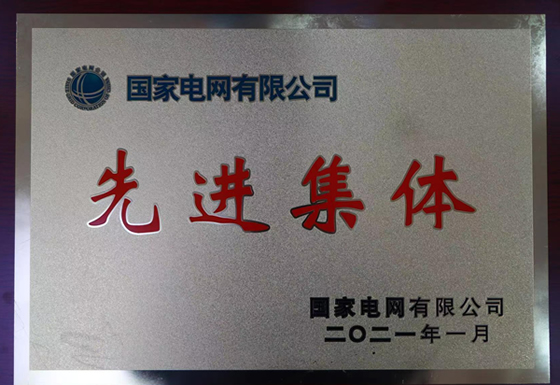 国家电网有限公司
先进集体
国家电网有限公司
二〇二一年一月